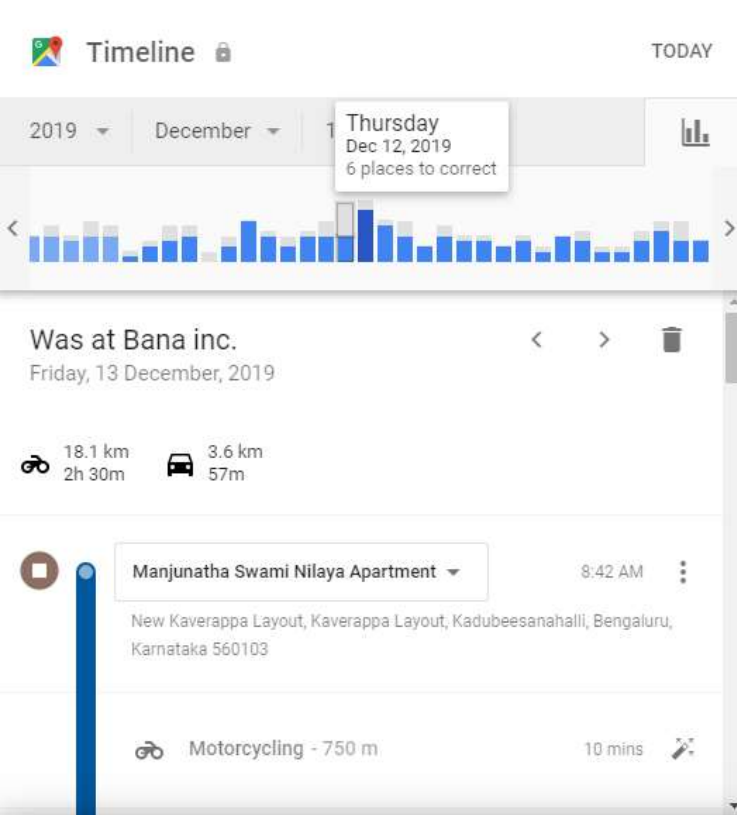 Timeline
TODAY
2019
December
1
Thursday
Dec 12, 2019
6 places to correct
Was at Bana inc.
Friday, 13 December, 2019
18.1 km
2h 30m
3.6 km
57m
Manjunatha Swami Nilaya Apartment
8:42 AM
New Kaverappa Layout, Kaverappa Layout, Kadubeesanahalli, Bengaluru,
Karnataka 560103
Motorcycling - 750 m
10 mins